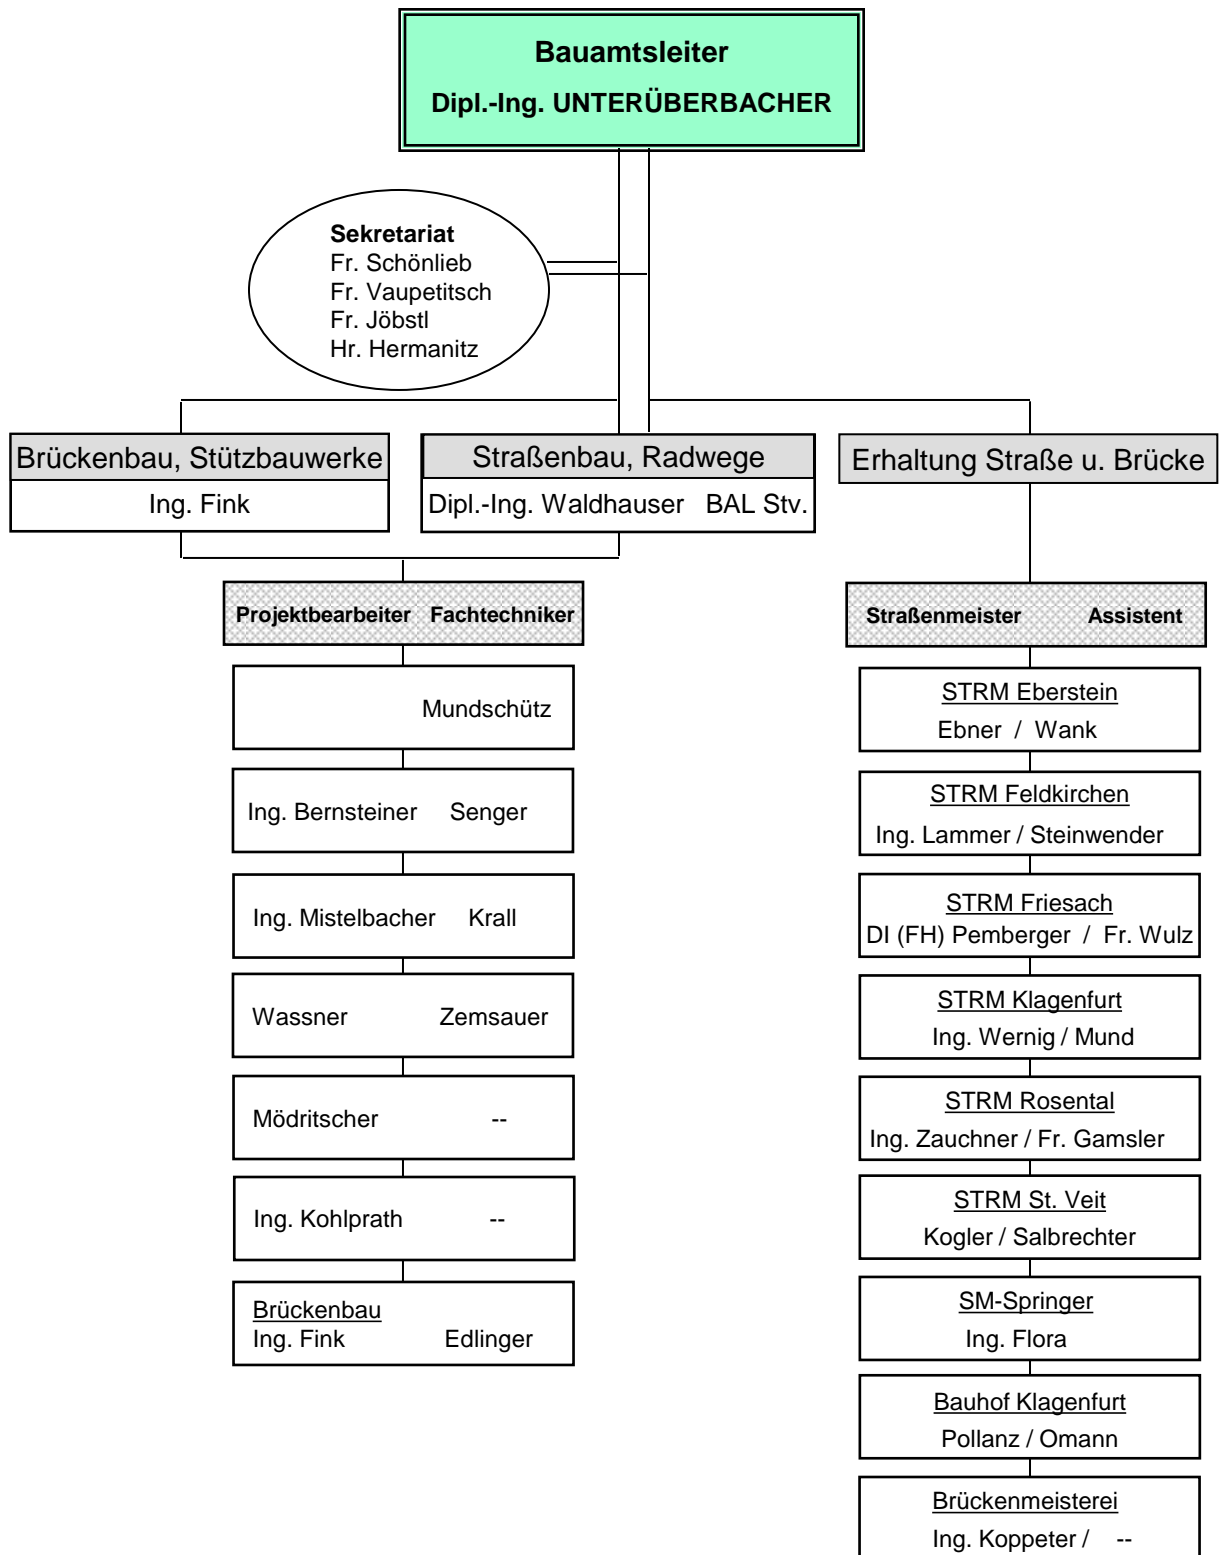 Bauamtsleiter
Dipl.-Ing. UNTERÜBERBACHER
Sekretariat
Fr. Schönlieb
Fr. Vaupetitsch
Fr. Jöbstl
Hr. Hermanitz
Brückenbau, Stützbauwerke
Ing. Fink
Straßenbau, Radwege
Dipl.-Ing. Waldhauser BAL Stv.
Erhaltung Straße u. Brücke
Projektbearbeiter Fachtechniker
Mundschütz
Ing. Bernsteiner Senger
Ing. Mistelbacher Krall
Wassner Zemsauer
Mödritscher --
Ing. Kohlprath --
Brückenbau
Ing. Fink Edlinger
Straßenmeister Assistent
STRM Eberstein
Ebner / Wank
STRM Feldkirchen
Ing. Lammer / Steinwender
STRM Friesach
DI (FH) Pemberger / Fr. Wulz
STRM Klagenfurt
Ing. Wernig / Mund
STRM Rosental
Ing. Zauchner / Fr. Gamsler
STRM St. Veit
Kogler / Salbrechter
SM-Springer
Ing. Flora
Bauhof Klagenfurt
Pollanz / Omann
Brückenmeisterei
Ing. Koppeter / --